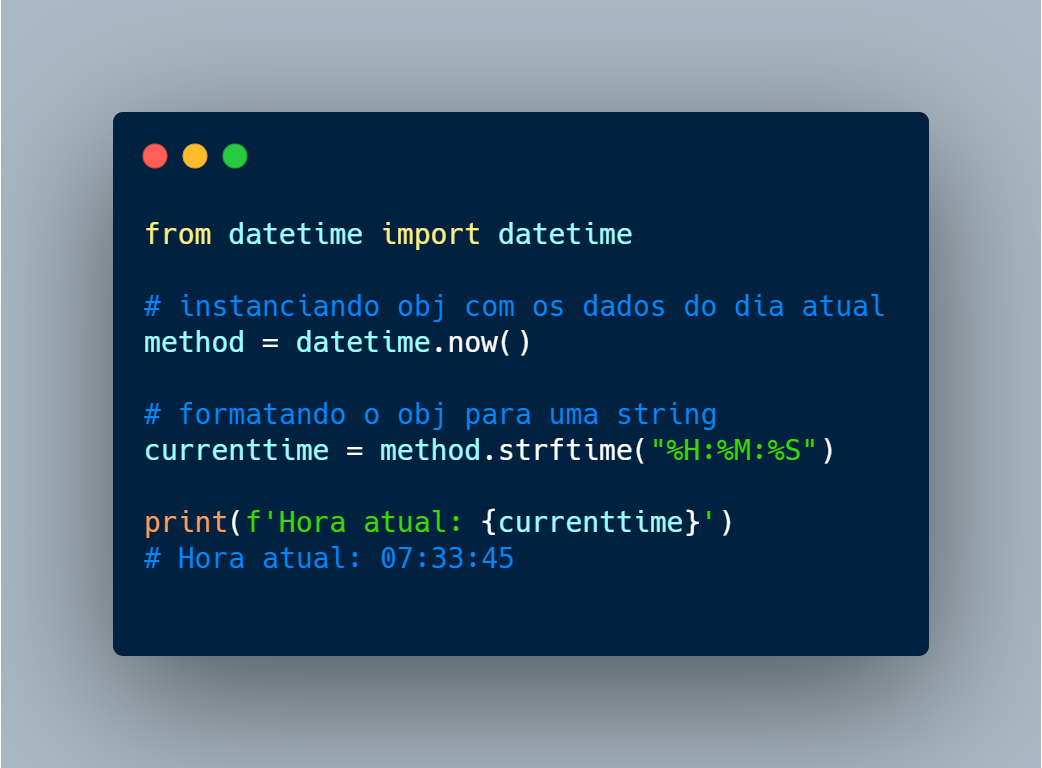 from datetime import datetime
# instanciando obj com os dados do dia atual
method = datetime.now()
# formatando o obj para uma string
currenttime = method.strftime("%H:%M:%S")
print(f'Hora atual: {currenttime}')
# Hora atual: 07:33:45